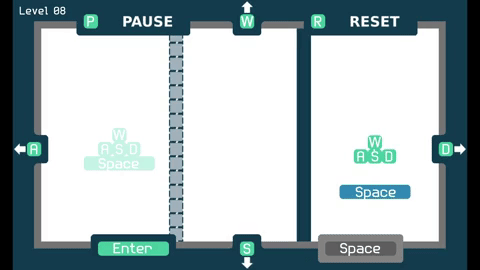 Level 08
P PAUSE
W
R RESET
W
A S D
Space
W
A S D
Space
A
D
Enter
S
Space